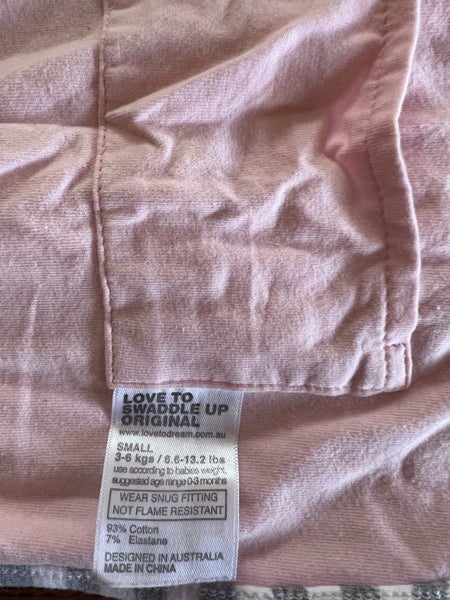 LOVE TO
SWADDLE UP
ORIGINAL
www.lovetodream.com.au
SMALL
3-6 kgs / 6.6-13.2 lbs
use according to babies weight,
suggested age range 0-3 months
WEAR SNUG FITTING
NOT FLAME RESISTANT
93% Cotton
7% Elastane
DESIGNED IN AUSTRALIA
MADE IN CHINA